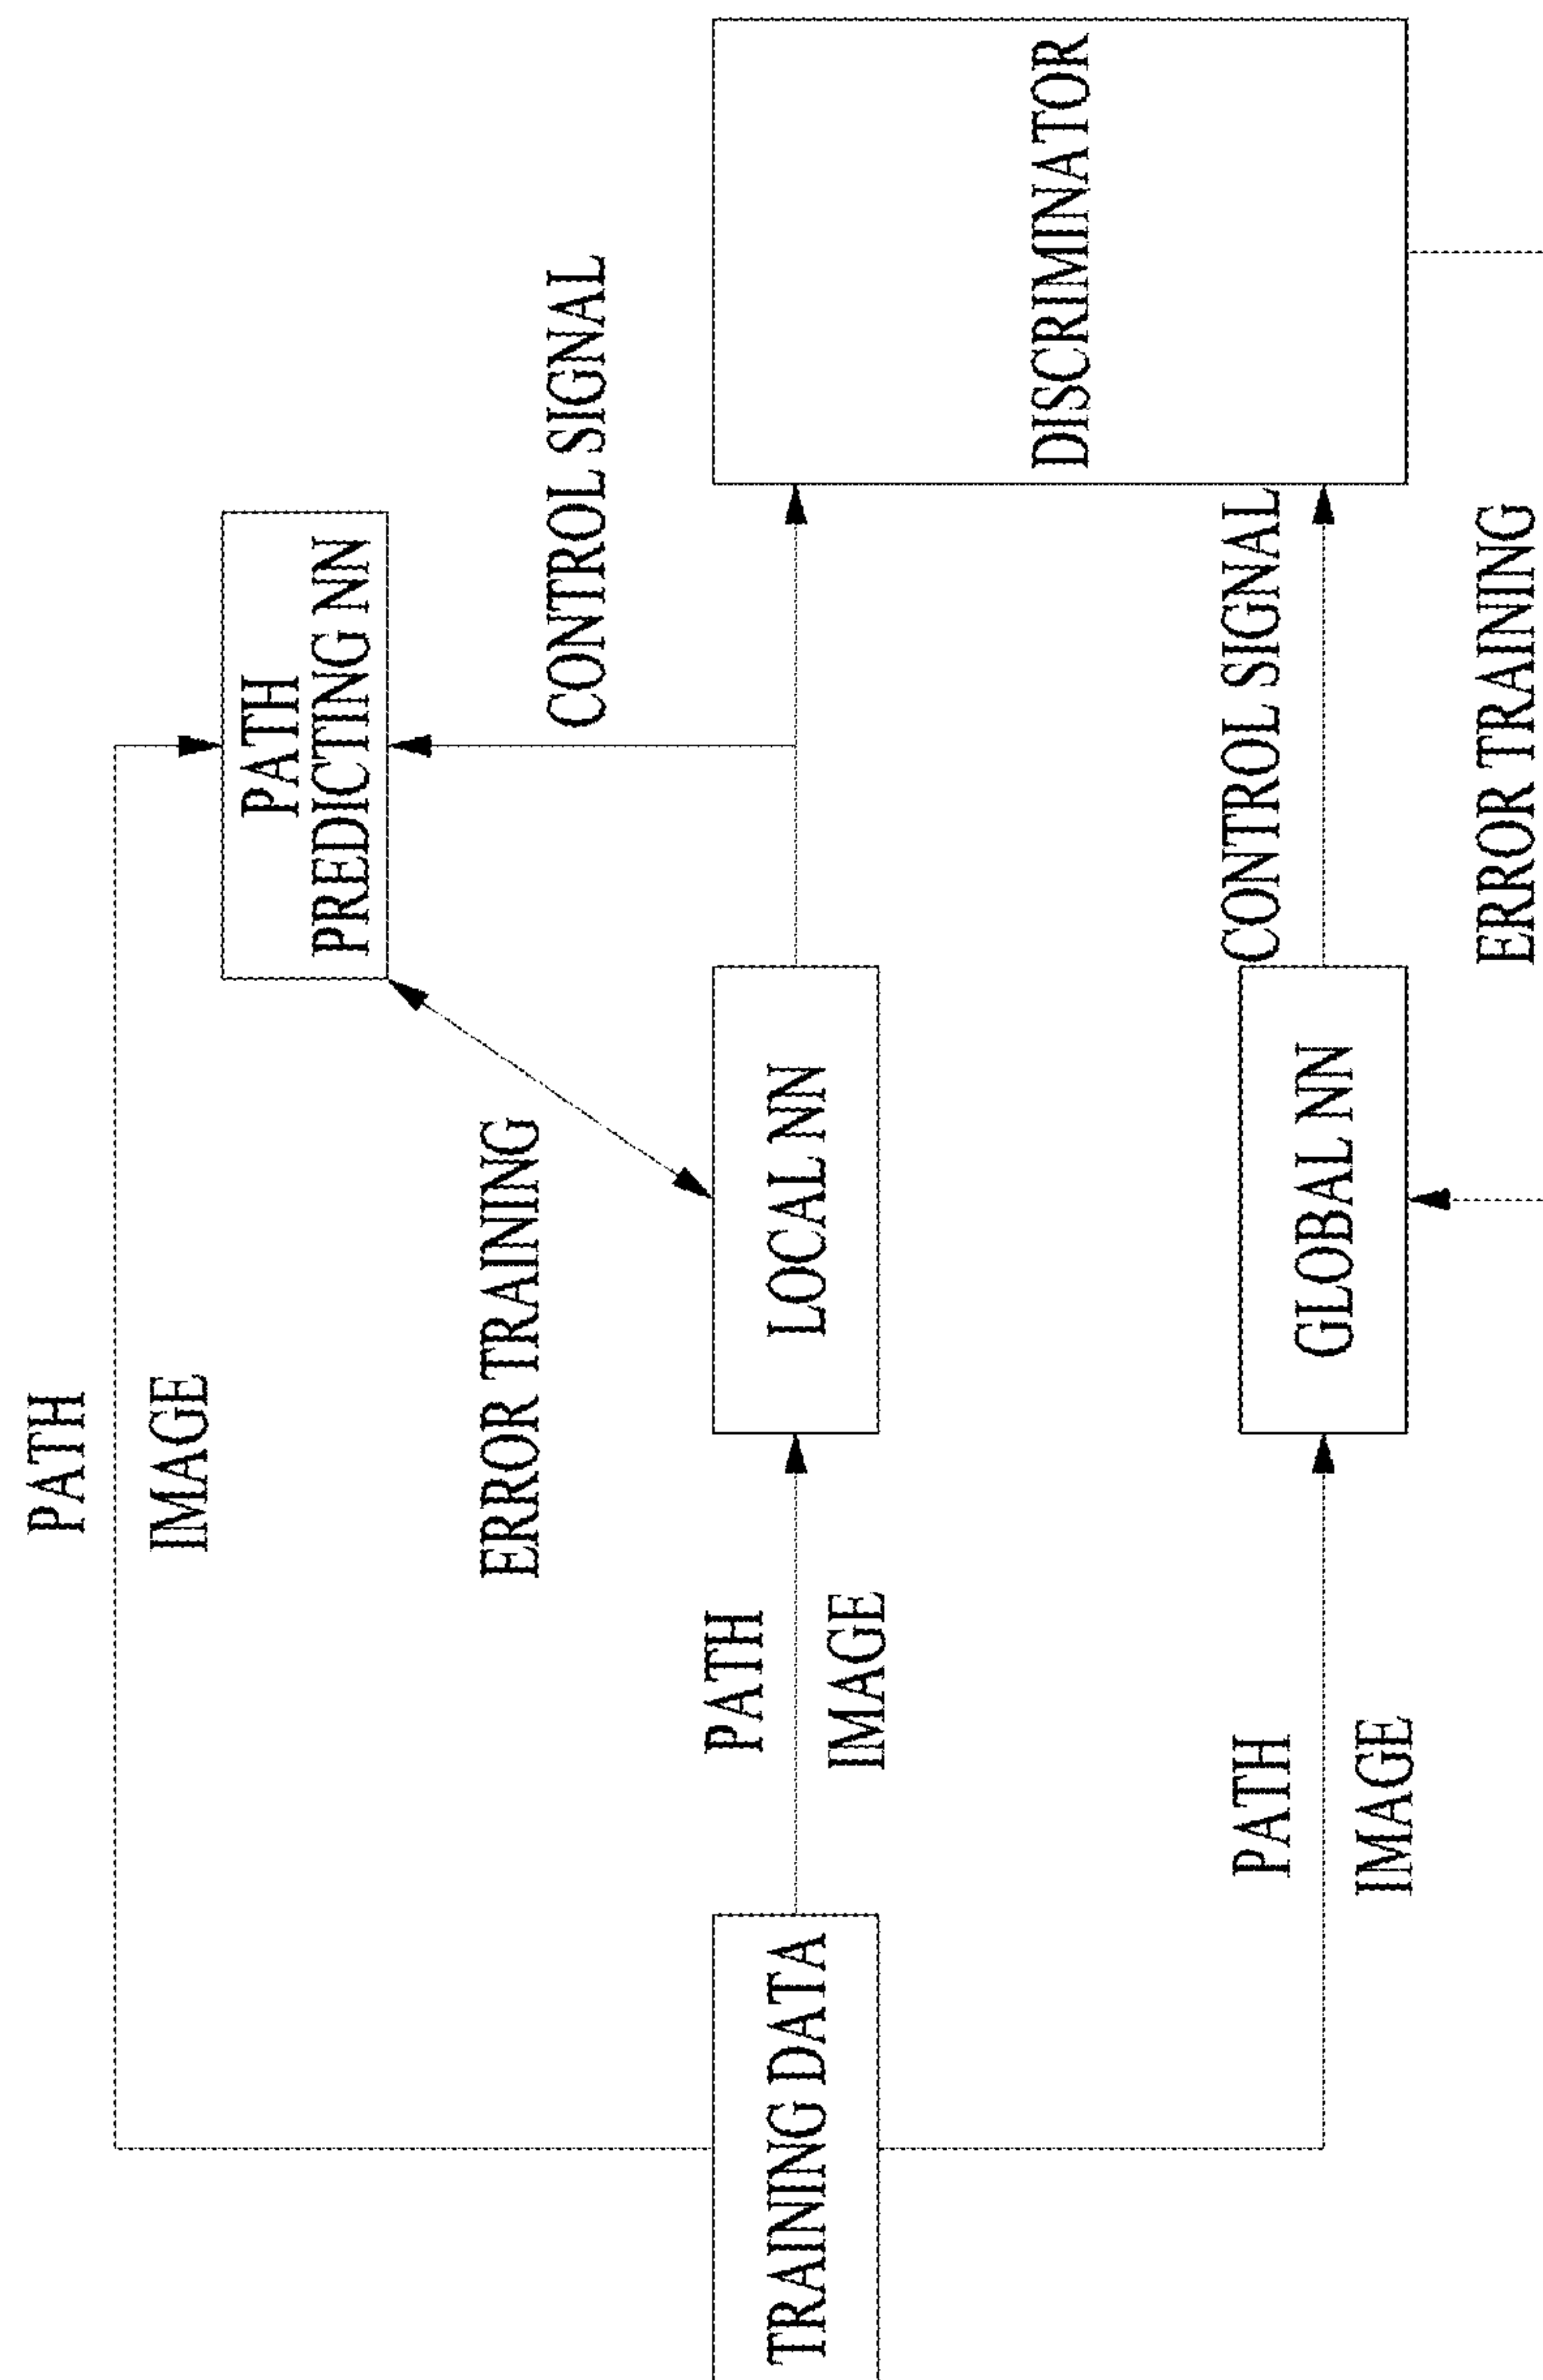 PATH
IMAGE
PATH
PREDICTING NN
ERROR TRAINING
CONTROL SIGNAL
TRAINING DATA
PATH
IMAGE
LOCAL NN
DISCRIMINATOR
PATH
IMAGE
GLOBAL NN
CONTROL SIGNAL
ERROR TRAINING